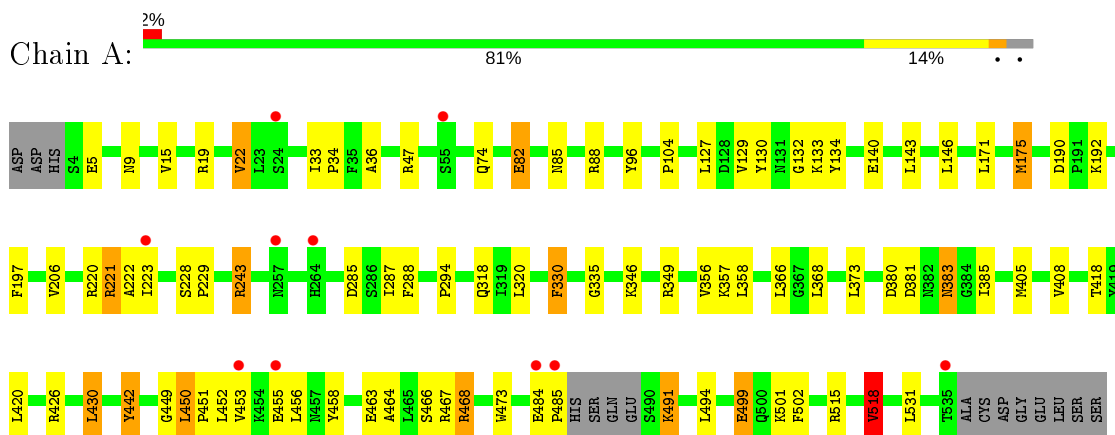 2%
Chain A:
81% 14% • •
ASP ASP HIS S4 E5 N9 V15 R19 V22 L23 S24 I33 P34 F35 A36 R47 S55 Q74 E82 N85 R88 Y96 P104 L127 D128 V129 Y130 N131 G132 K133 Y134 E140 L143 L146 L171 M175 D190 P191 K192
F197 V206 R220 R221 A222 I223 S228 P229 R243 N257 H264 D285 S286 I287 F288 P294 Q318 I319 L320 F330 G335 K346 R349 V356 K357 L358 L366 G367 L368 L373 D380 D381 N382 N383 G384 I385 M405 V408 T418 Y419
L420 R426 L430 Y442 G449 L450 P451 L452 V453 K454 E455 L456 N457 Y458 E463 A464 L465 S466 R467 R468 W473 E484 P485 HIS SER GLN GLU S490 K491 L494 E499 Q500 K501 F502 R515 V518 L531 T535 ALA CYS ASP GLY GLU LEU SER SER